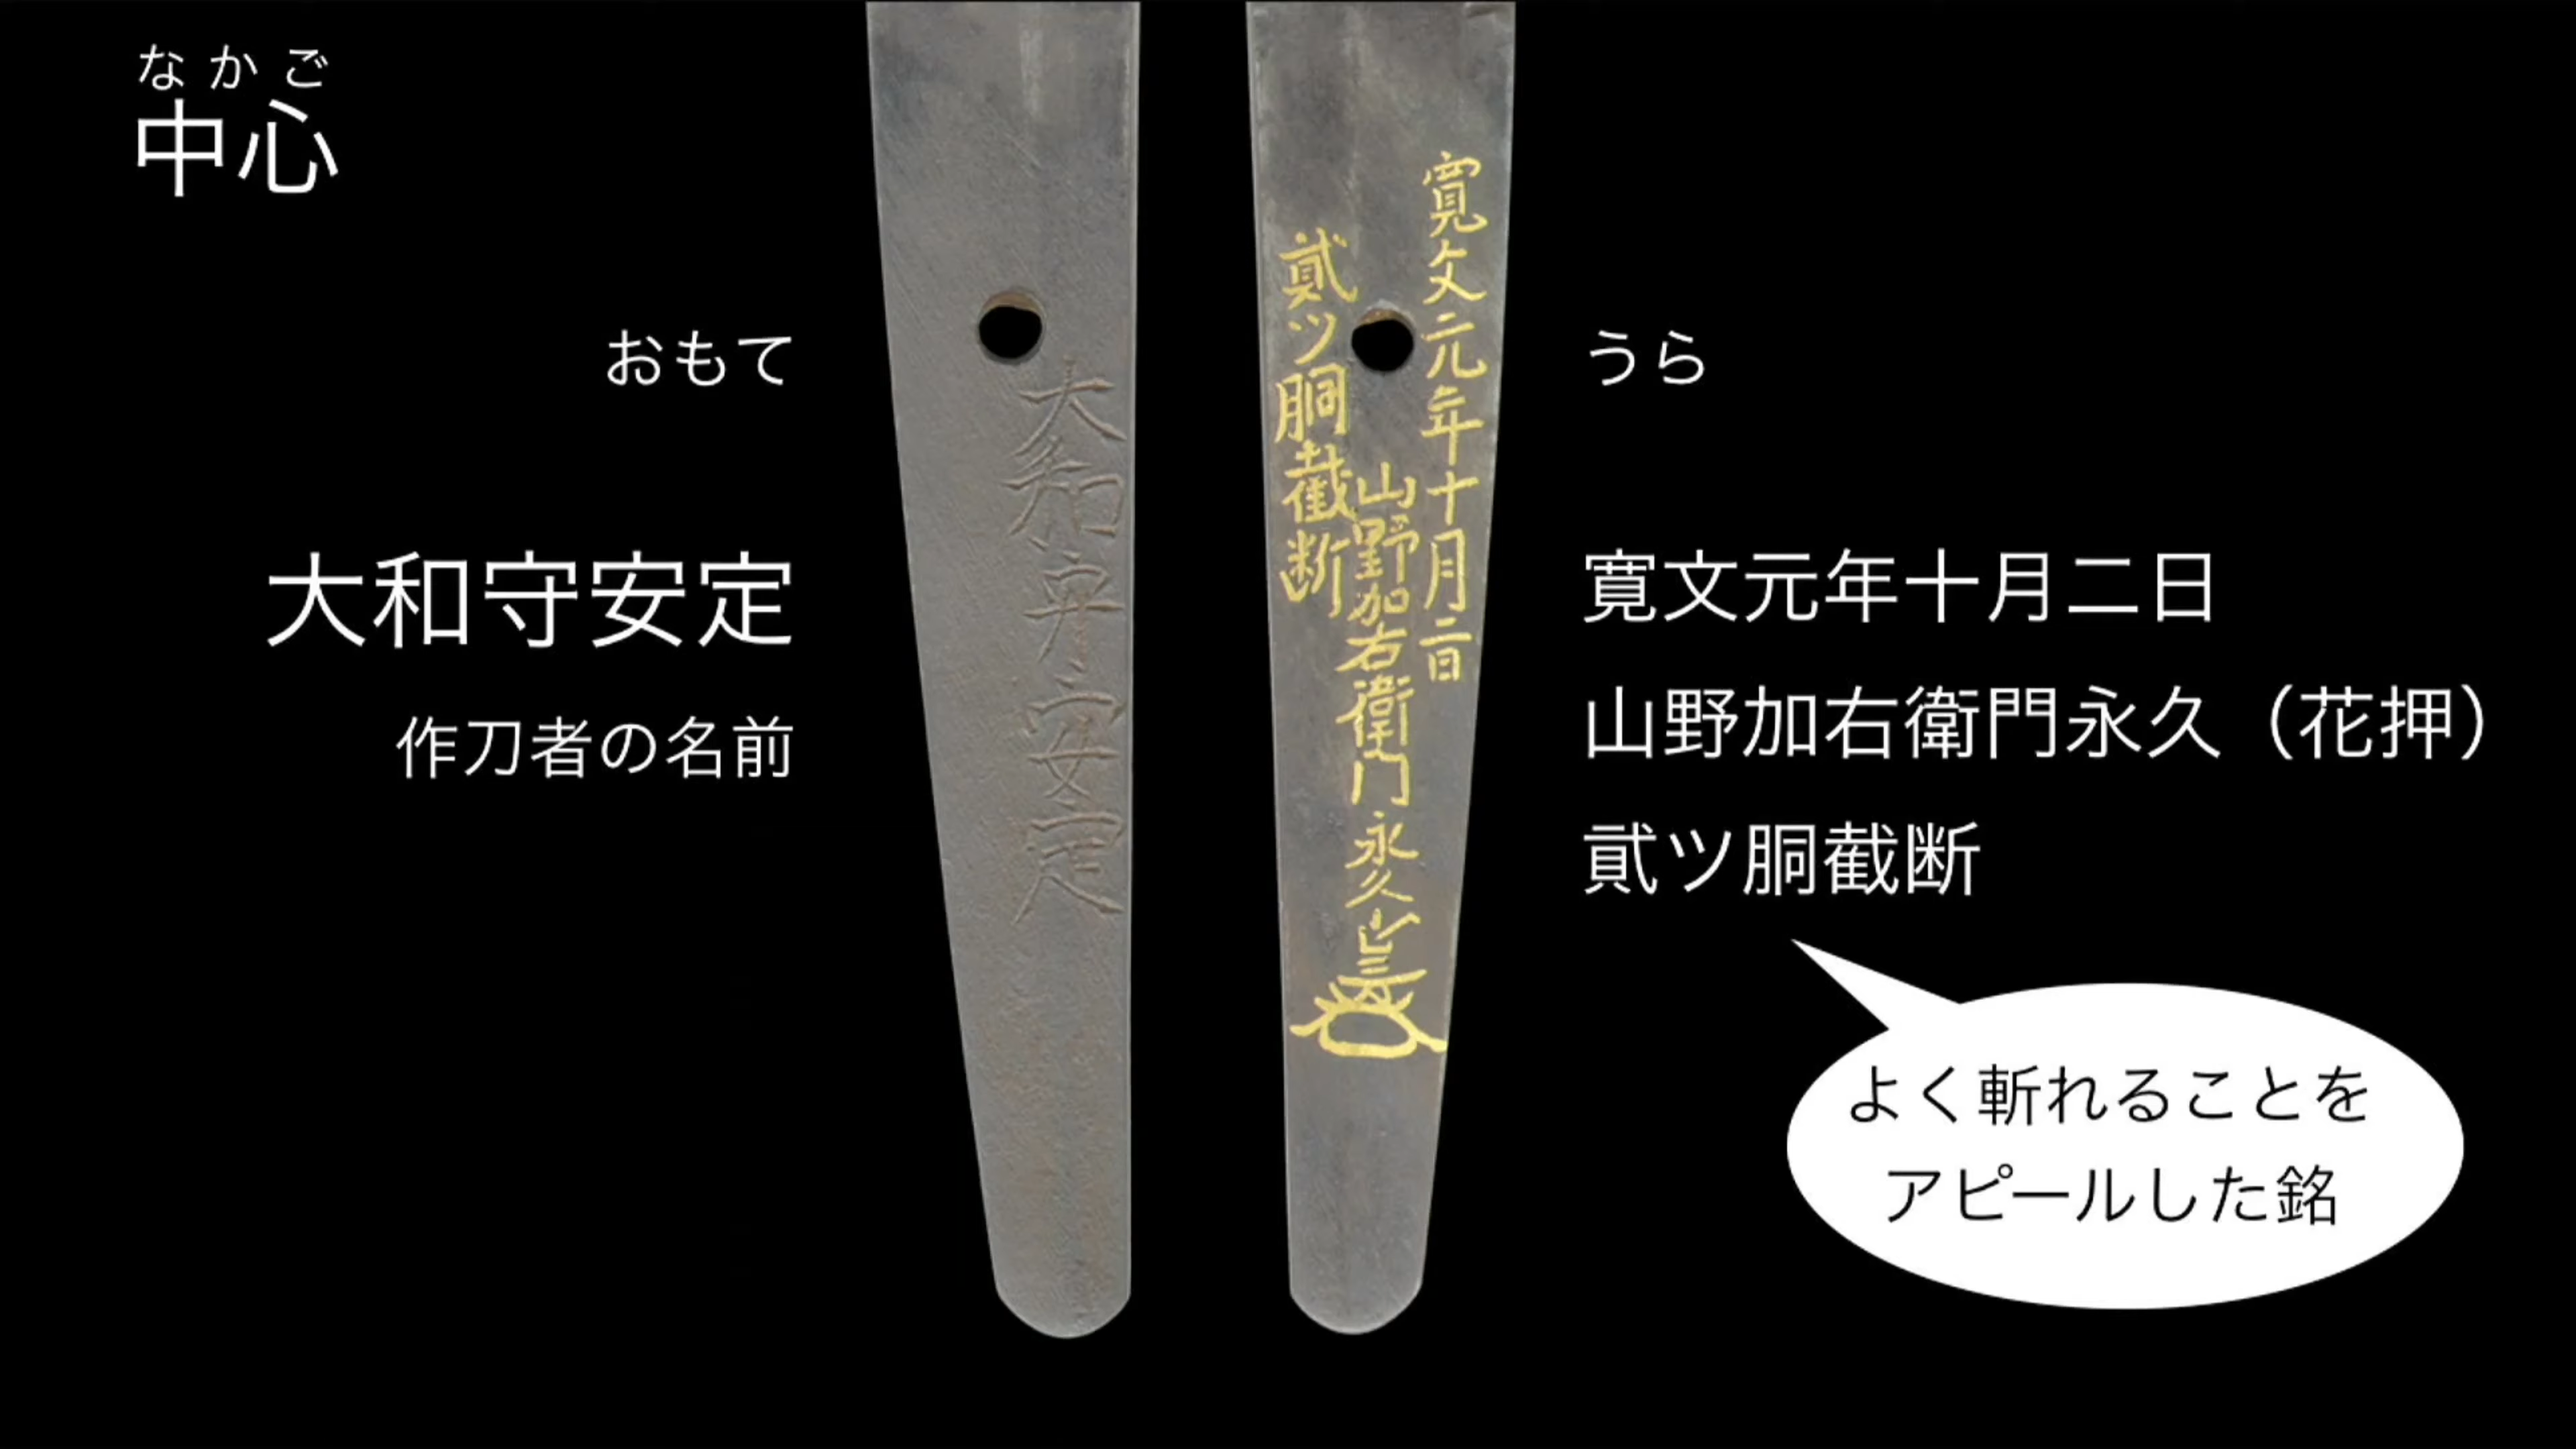 なかご
中心
おもて
大和守安定
作刀者の名前
大和守安定
寛文元年十月二日
山野加右衛門永久
貳ツ胴截断
うら
寛文元年十月二日
山野加右衛門永久（花押）
貳ツ胴截断
よく斬れることを
アピールした銘